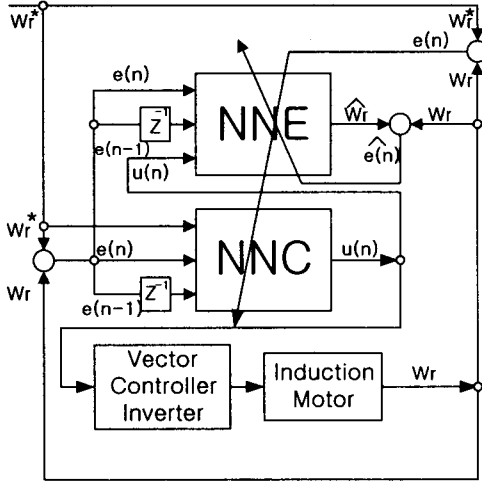 Wr*
Wr*
e(n)
Wr
e(n)
Z⁻¹
NNE
Ŵr
Wr
e(n-1)
u(n)
ê(n)
Wr*
e(n)
NNC
u(n)
Wr
Z⁻¹
e(n-1)
Vector
Controller
Inverter
Induction
Motor
Wr